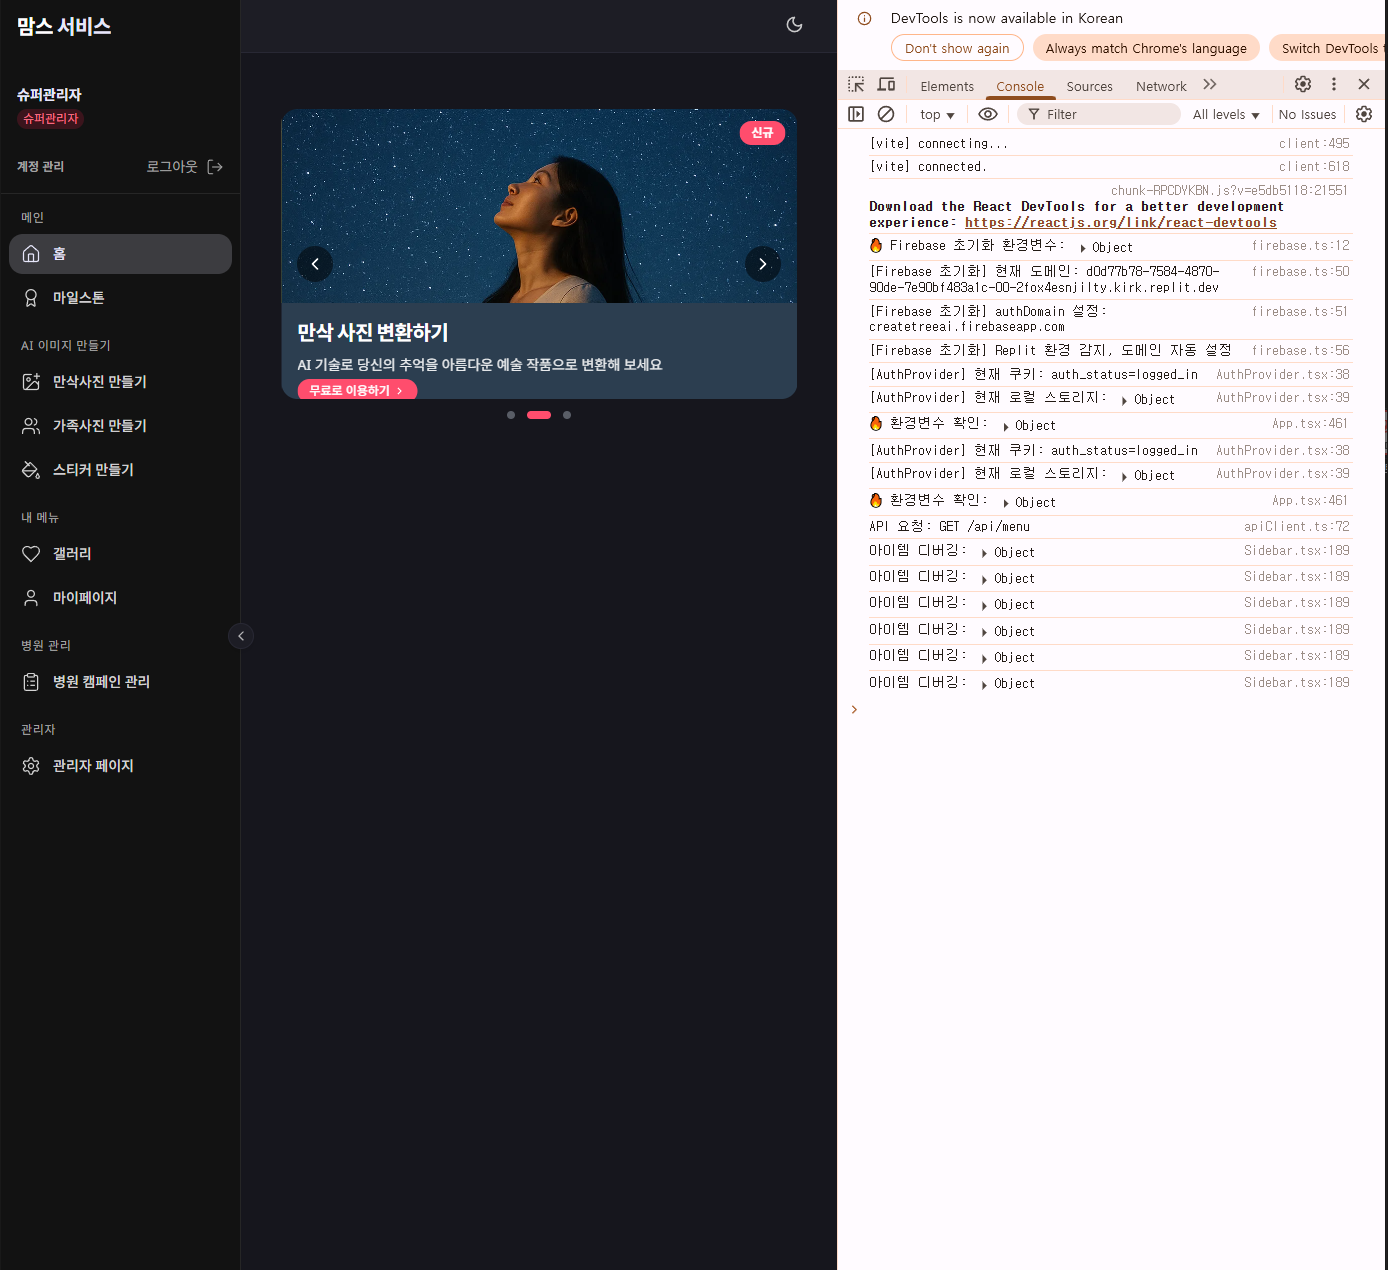 맘스 서비스
슈퍼관리자
슈퍼관리자
계정 관리
로그아웃
메인
홈
마일스톤
AI 이미지 만들기
만삭사진 만들기
가족사진 만들기
스티커 만들기
내 메뉴
갤러리
마이페이지
병원 관리
병원 캠페인 관리
관리자
관리자 페이지
신규
만삭 사진 변환하기
AI 기술로 당신의 추억을 아름다운 예술 작품으로 변환해 보세요
무료로 이용하기
DevTools is now available in Korean
Don't show again
Always match Chrome's language
Switch DevTools t
Elements
Console
Sources
Network
top
Filter
All levels
No Issues
[vite] connecting... client:495
[vite] connected. client:618
chunk-RPCDYKBN.js?v=e5db5118:21551
Download the React DevTools for a better development
experience: https://reactjs.org/link/react-devtools
🔥 Firebase 초기화 환경변수: ▶ Object firebase.ts:12
[Firebase 초기화] 현재 도메인: d0d77b78-7584-4870- firebase.ts:50
90de-7e90bf483a1c-00-2fox4esnjilty.kirk.replit.dev
[Firebase 초기화] authDomain 설정: firebase.ts:51
createtreeai.firebaseapp.com
[Firebase 초기화] Replit 환경 감지, 도메인 자동 설정 firebase.ts:56
[AuthProvider] 현재 쿠키: auth_status=logged_in AuthProvider.tsx:38
[AuthProvider] 현재 로컬 스토리지: ▶ Object AuthProvider.tsx:39
🔥 환경변수 확인: ▶ Object App.tsx:461
[AuthProvider] 현재 쿠키: auth_status=logged_in AuthProvider.tsx:38
[AuthProvider] 현재 로컬 스토리지: ▶ Object AuthProvider.tsx:39
🔥 환경변수 확인: ▶ Object App.tsx:461
API 요청: GET /api/menu apiClient.ts:72
아이템 디버깅: ▶ Object Sidebar.tsx:189
아이템 디버깅: ▶ Object Sidebar.tsx:189
아이템 디버깅: ▶ Object Sidebar.tsx:189
아이템 디버깅: ▶ Object Sidebar.tsx:189
아이템 디버깅: ▶ Object Sidebar.tsx:189
아이템 디버깅: ▶ Object Sidebar.tsx:189